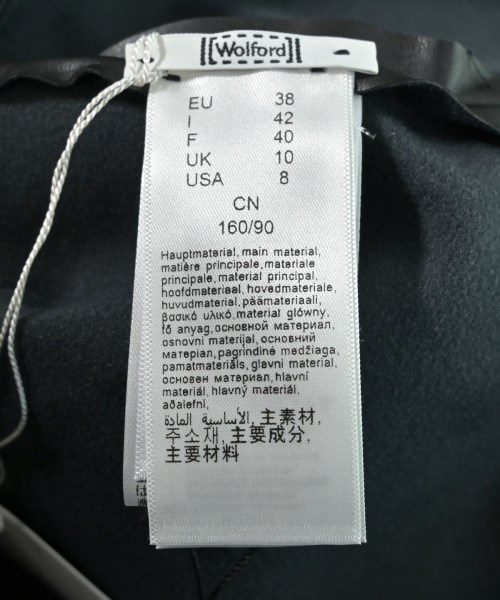 [Wolford]
EU 38
I 42
F 40
UK 10
USA 8
CN
160/90
Hauptmaterial, main material,
matière principale, materiale
principale, material principal,
hoofdmateriaal, hovedmateriale,
huvudmaterial, päämateriaali,
βασικό υλικό, material główny,
fő anyag, основной материал,
osnovni materijal, основний
матеріал, pagrindinė medžiaga,
pamatmateriāls, glavni material,
основен материал, hlavní
materiál, hlavný materiál,
aðalefni,
المادة الأساسية, 主素材,
주소재, 主要成分,
主要材料